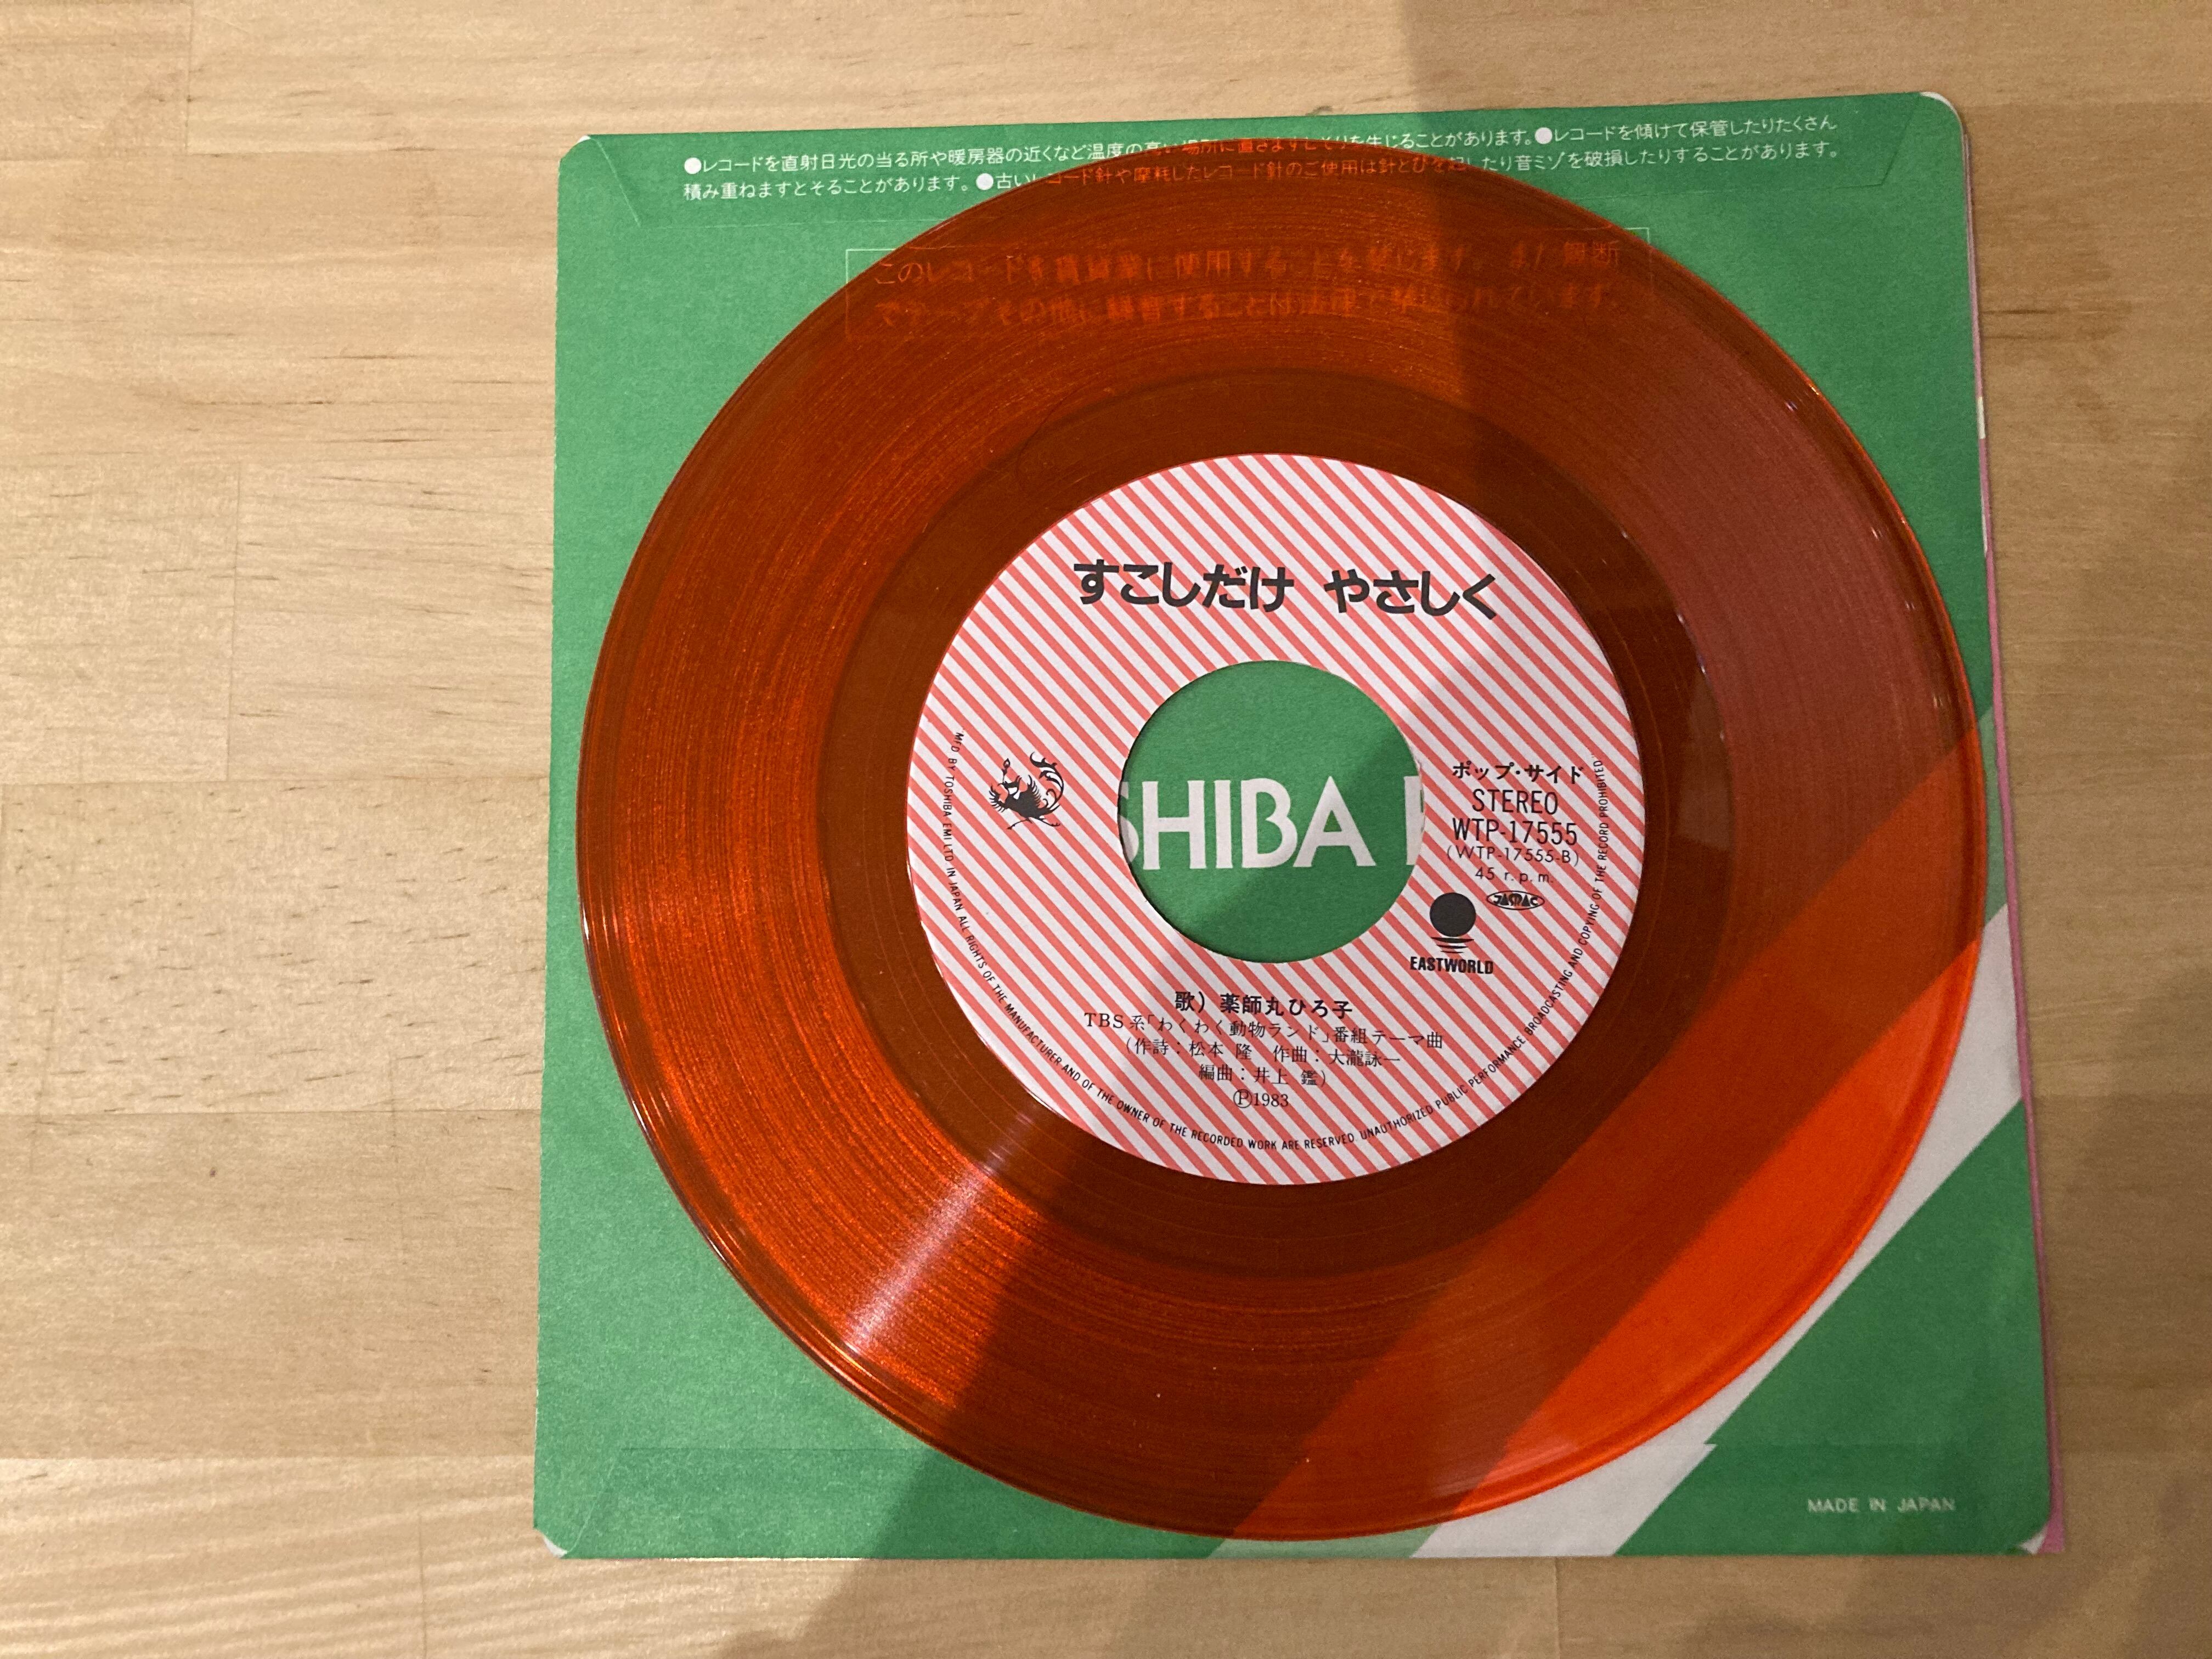 ●レコードを直射日光の当る所や暖房器の近くなど温度の高い場所に置きますとそりを生じることがあります。●レコードを傾けて保管したりたくさん
積み重ねますとそることがあります。●古いレコード針や摩耗したレコード針のご使用は針とびを起したり音ミゾを破損したりすることがあります。
このレコードを賃貸業に使用することを禁じます。また無断
でテープその他に録音することは法律で禁じられています。
すこしだけ やさしく
SHIBA
ポップ・サイド
STEREO
WTP-17555
(WTP-17555-B)
45 r.p.m.
JASRAC
EASTWORLD
歌）薬師丸ひろ子
TBS系「わくわく動物ランド」番組テーマ曲
（作詩：松本 隆 作曲：大瀧詠一
編曲：井上 鑑）
Ⓟ1983
MF'D BY TOSHIBA EMI LTD. IN JAPAN ALL RIGHTS OF THE MANUFACTURER AND OF THE OWNER OF THE RECORDED WORK ARE RESERVED. UNAUTHORIZED PUBLIC PERFORMANCE BROADCASTING AND COPYING OF THE RECORD PROHIBITED
MADE IN JAPAN